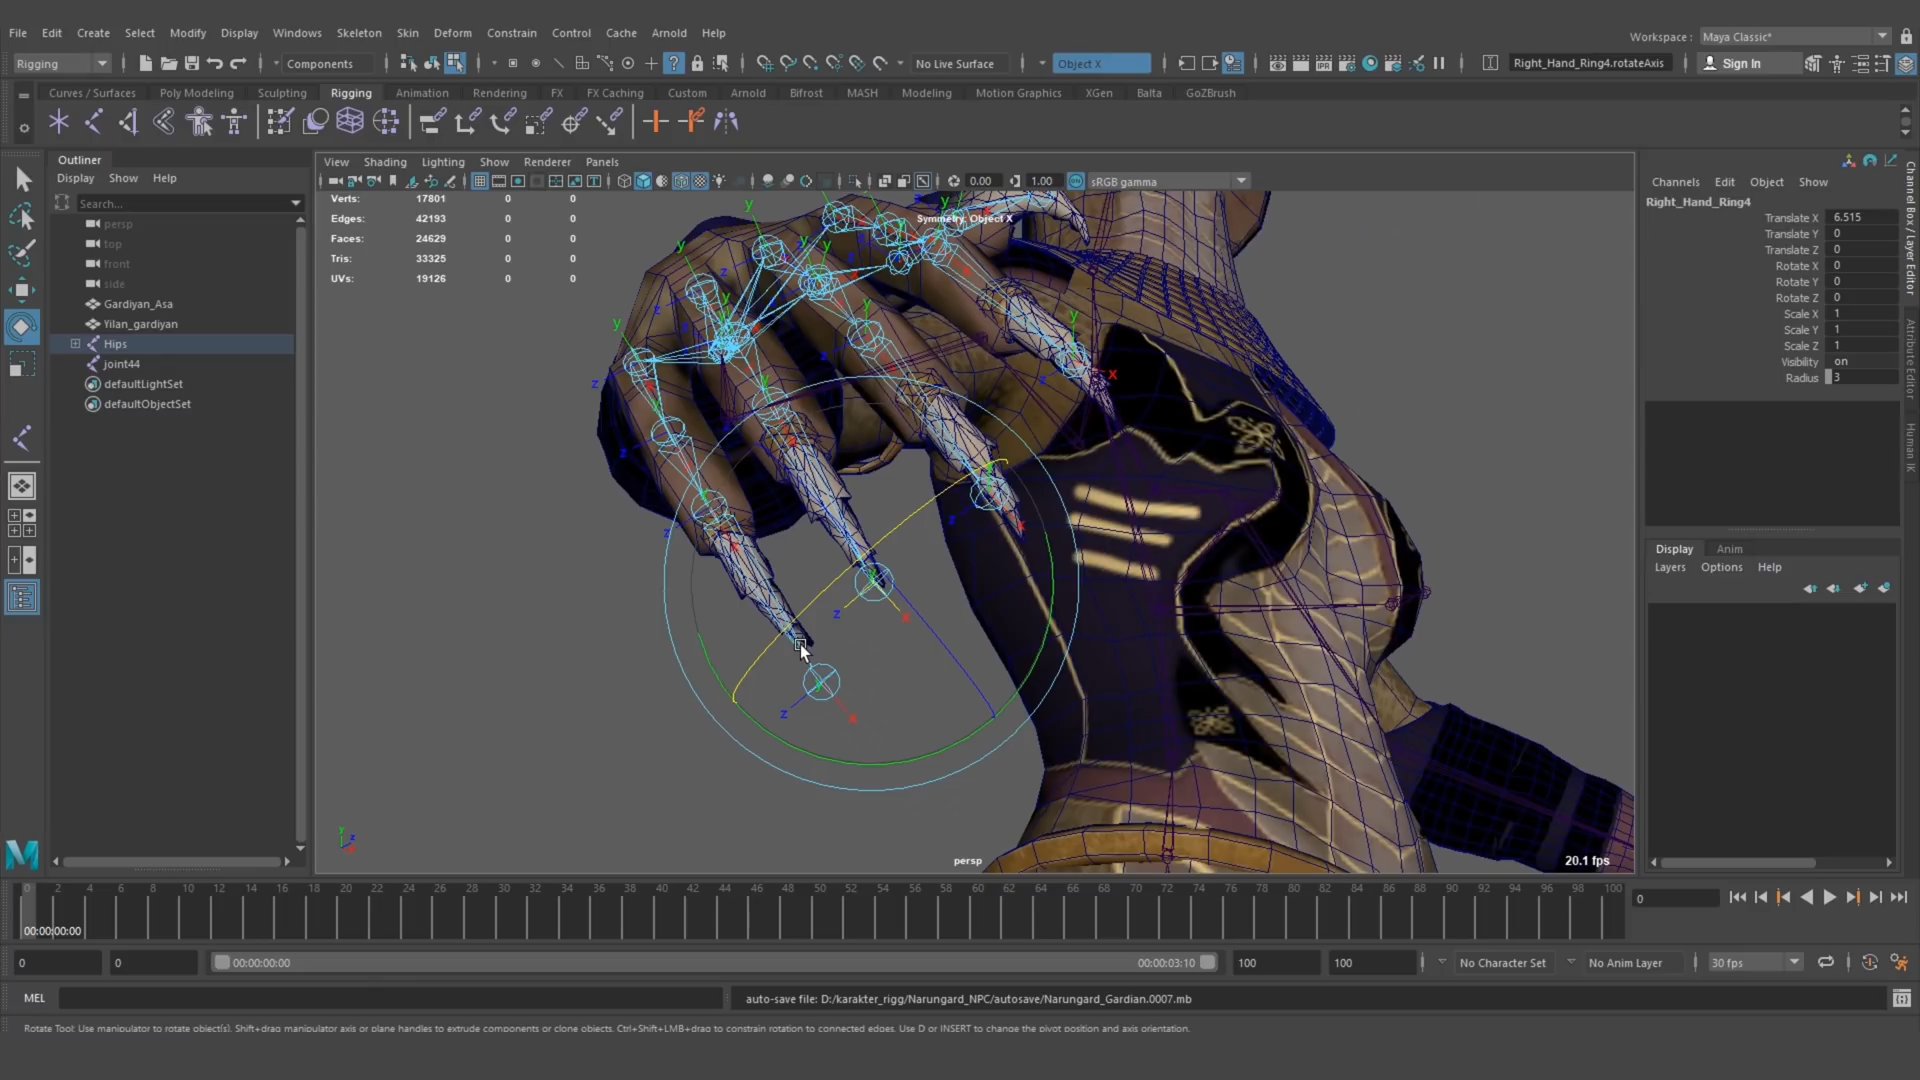 File Edit Create Select Modify Display Windows Skeleton Skin Deform Constrain Control Cache Arnold Help
Workspace : Maya Classic*
Rigging Components No Live Surface Object X Right_Hand_Ring4.rotateAxis Sign In
Curves / Surfaces Poly Modeling Sculpting Rigging Animation Rendering FX FX Caching Custom Arnold Bifrost MASH Modeling Motion Graphics XGen Balta GoZBrush
Outliner
Display Show Help
Search...
persp
top
front
side
Gardiyan_Asa
Yilan_gardiyan
Hips
joint44
defaultLightSet
defaultObjectSet
View Shading Lighting Show Renderer Panels
0.00 1.00 sRGB gamma
Verts: 17801 0 0
Edges: 42193 0 0
Faces: 24629 0 0
Tris: 33325 0 0
UVs: 19126 0 0
Symmetry: Object X
persp
20.1 fps
Channels Edit Object Show
Right_Hand_Ring4
Translate X 6.515
Translate Y 0
Translate Z 0
Rotate X 0
Rotate Y 0
Rotate Z 0
Scale X 1
Scale Y 1
Scale Z 1
Visibility on
Radius 3
Display Anim
Layers Options Help
Channel Box / Layer Editor
Attribute Editor
Human IK
0 2 4 6 8 10 12 14 16 18 20 22 24 26 28 30 32 34 36 38 40 42 44 46 48 50 52 54 56 58 60 62 64 66 68 70 72 74 76 78 80 82 84 86 88 90 92 94 96 98 100
00:00:00:00
0
0 0 00:00:00:00 00:00:03:10 100 100 No Character Set No Anim Layer 30 fps
MEL auto-save file: D:/karakter_rigg/Narungard_NPC/autosave/Narungard_Gardian.0007.mb
Rotate Tool: Use manipulator to rotate object(s). Shift+drag manipulator axis or plane handles to extrude components or clone objects. Ctrl+Shift+LMB+drag to constrain rotation to connected edges. Use D or INSERT to change the pivot position and axis orientation.